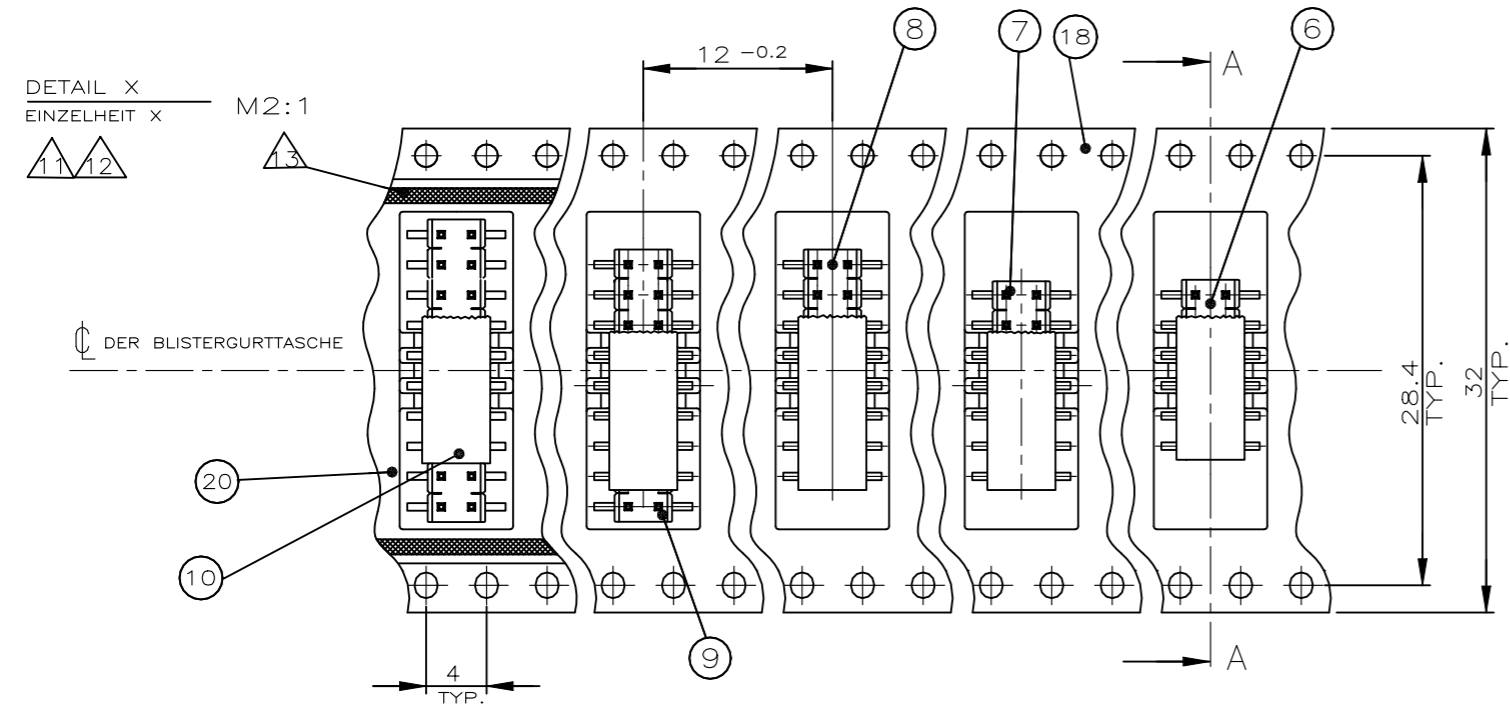 DETAIL X
EINZELHEIT X
M2:1
11
12
13
12 -0.2
8
7
18
6
A
℄ DER BLISTERGURTTASCHE
28.4
TYP.
32
TYP.
20
10
9
4
TYP.
A